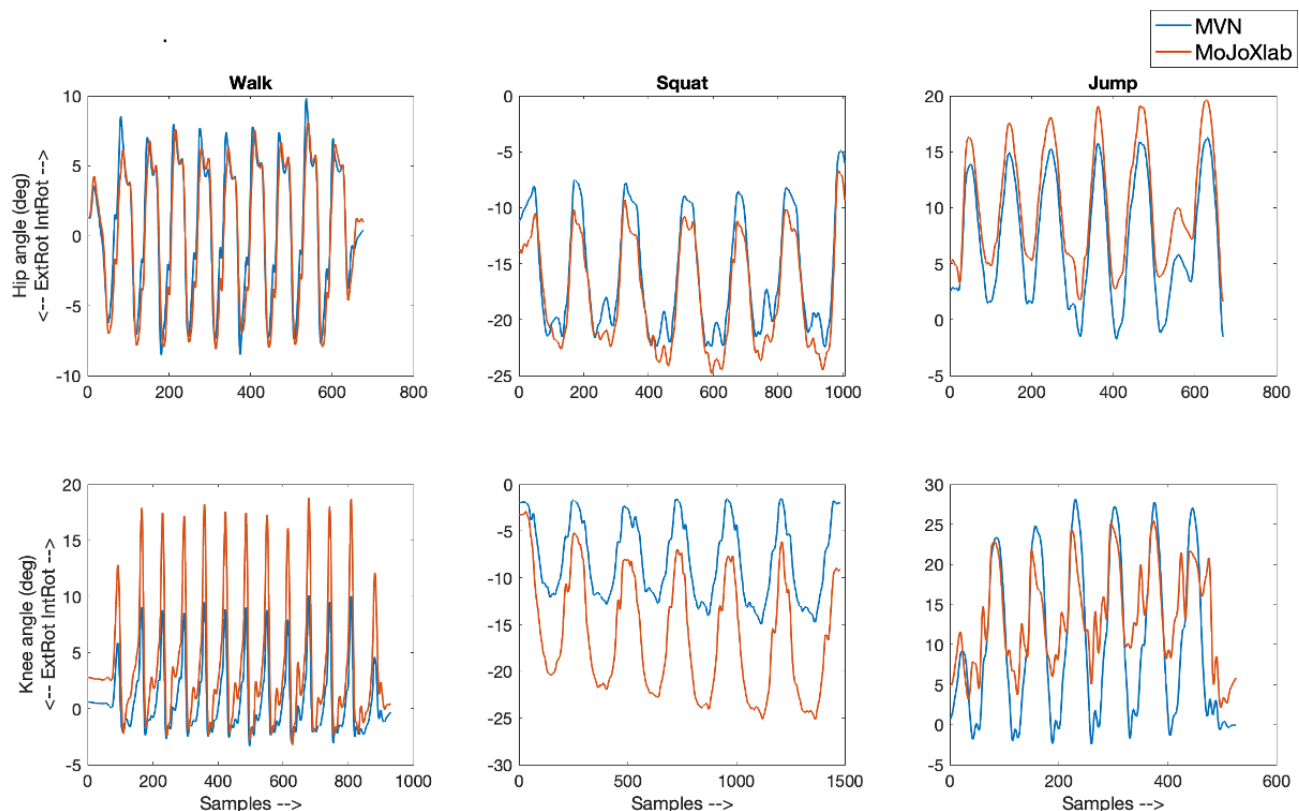 MVN
MoJoXlab
Walk
Squat
Jump
Hip angle (deg)
<-- ExtRot IntRot -->
10
5
0
-5
-10
0 200 400 600 800
0
-5
-10
-15
-20
-25
0 200 400 600 800 1000
20
15
10
5
0
-5
0 200 400 600 800
Knee angle (deg)
<-- ExtRot IntRot -->
20
15
10
5
0
-5
0 200 400 600 800 1000
Samples -->
0
-5
-10
-15
-20
-25
-30
0 500 1000 1500
Samples -->
30
25
20
15
10
5
0
-5
0 200 400 600
Samples -->